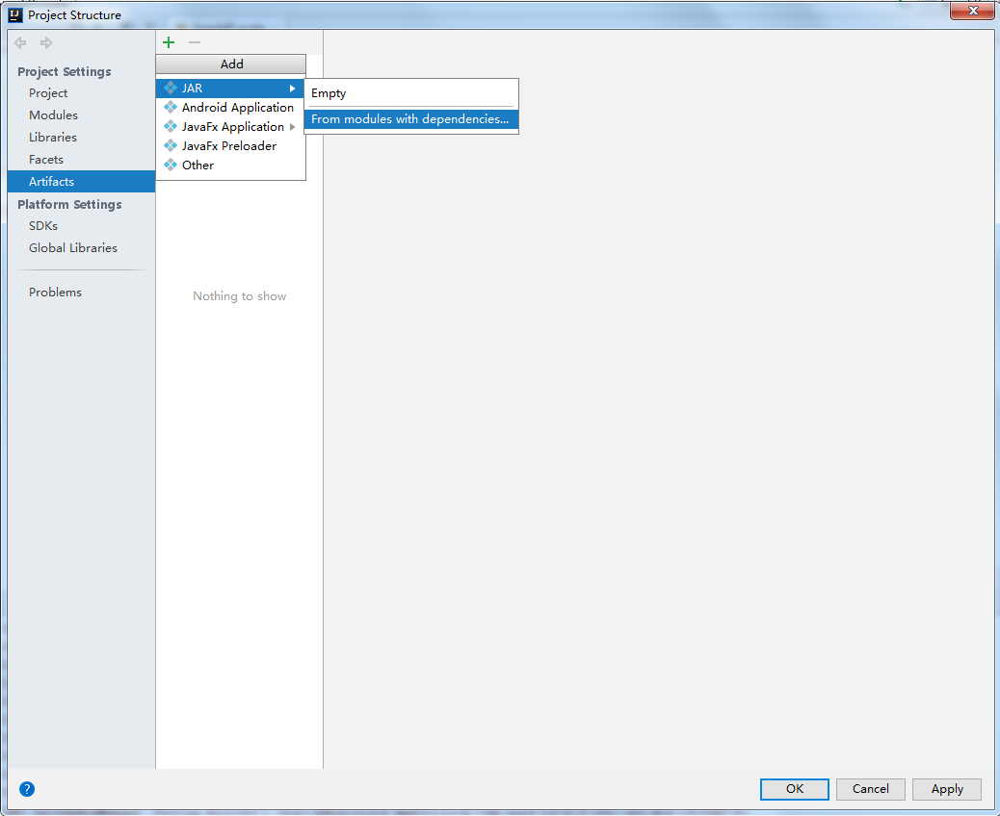 Project Structure
Project Settings
Project
Modules
Libraries
Facets
Artifacts
Platform Settings
SDKs
Global Libraries
Problems
Add
JAR
Android Application
JavaFx Application
JavaFx Preloader
Other
Empty
From modules with dependencies...
Nothing to show
?
OK
Cancel
Apply